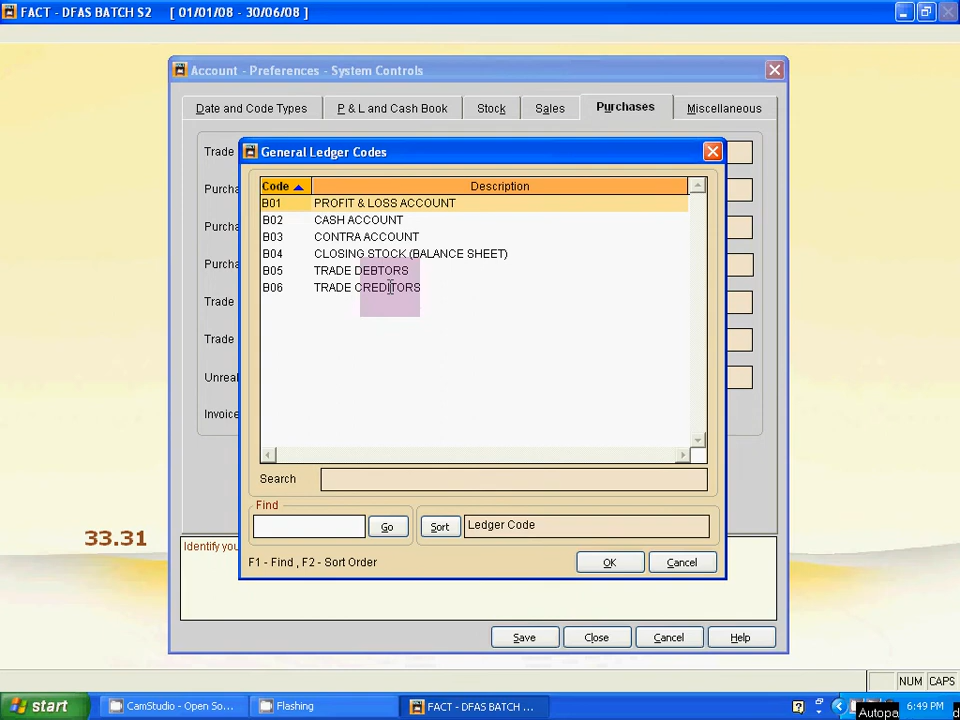 FACT - DFAS BATCH S2 [ 01/01/08 - 30/06/08 ]
Account - Preferences - System Controls
Date and Code Types P & L and Cash Book Stock Sales Purchases Miscellaneous
Trade
Purcha
Purcha
Purcha
Trade
Trade
Unreal
Invoice
General Ledger Codes
Code Description
B01 PROFIT & LOSS ACCOUNT
B02 CASH ACCOUNT
B03 CONTRA ACCOUNT
B04 CLOSING STOCK (BALANCE SHEET)
B05 TRADE DEBTORS
B06 TRADE CREDITORS
Search
Find
Go Sort Ledger Code
F1 - Find , F2 - Sort Order OK Cancel
33.31
Identify you
Save Close Cancel Help
NUM CAPS
start CamStudio - Open So... Flashing FACT - DFAS BATCH ... 6:49 PM
Autopa